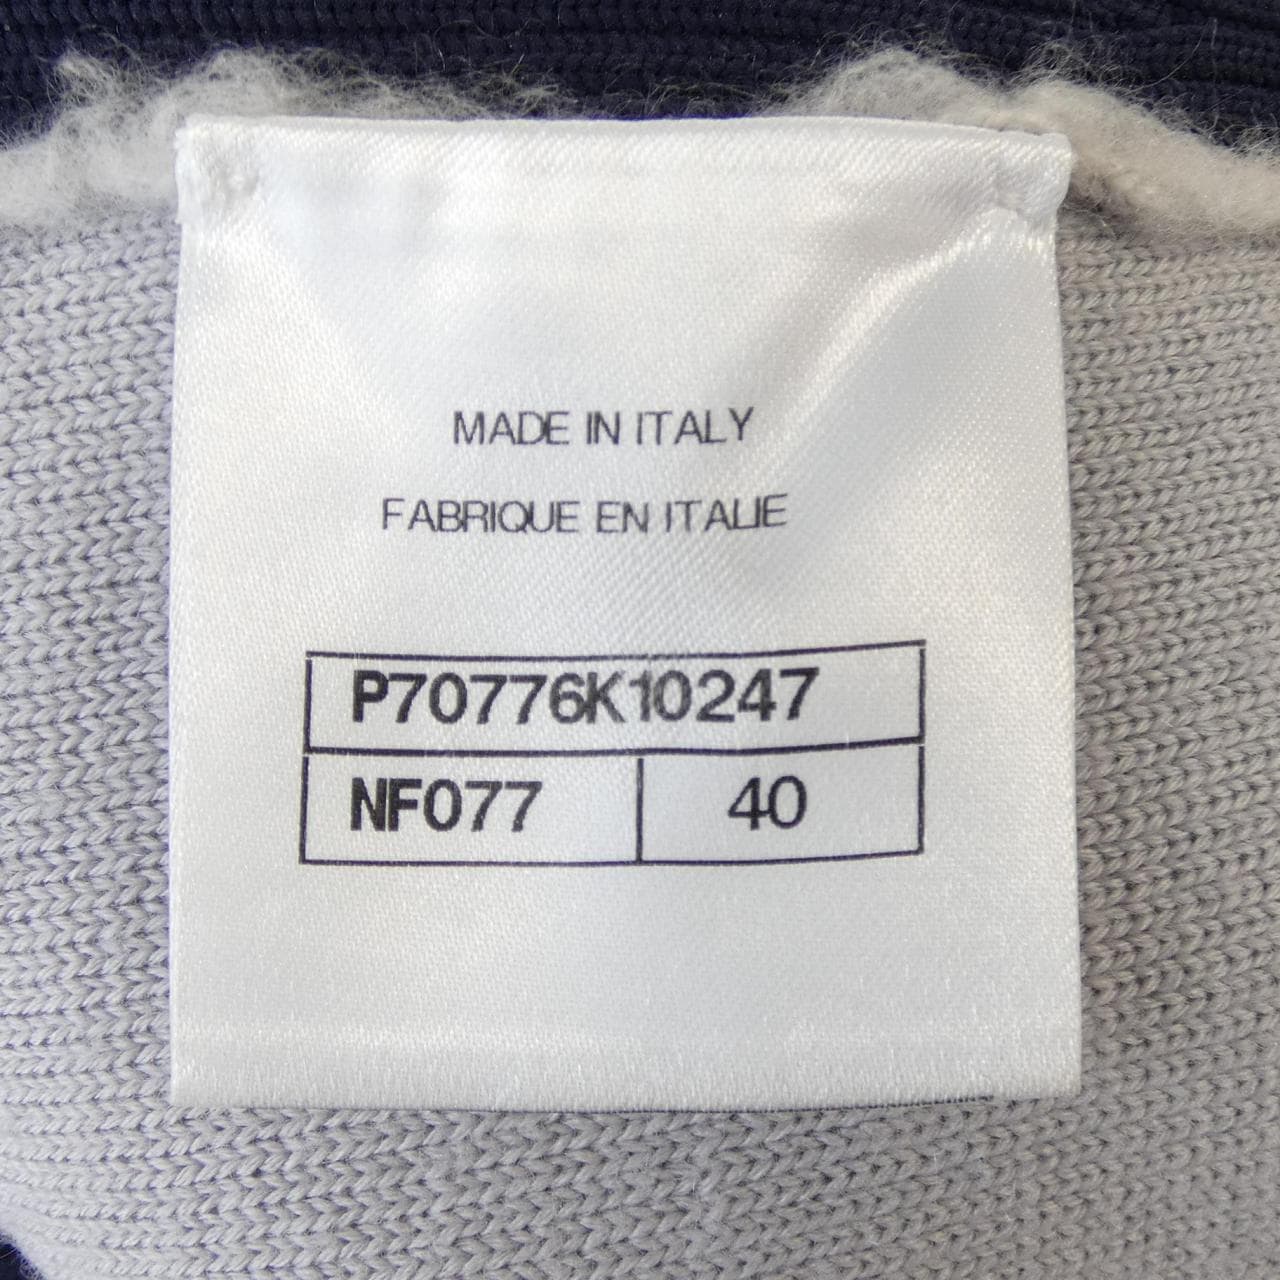 MADE IN ITALY
FABRIQUE EN ITALIE
P70776K10247
NF077 40